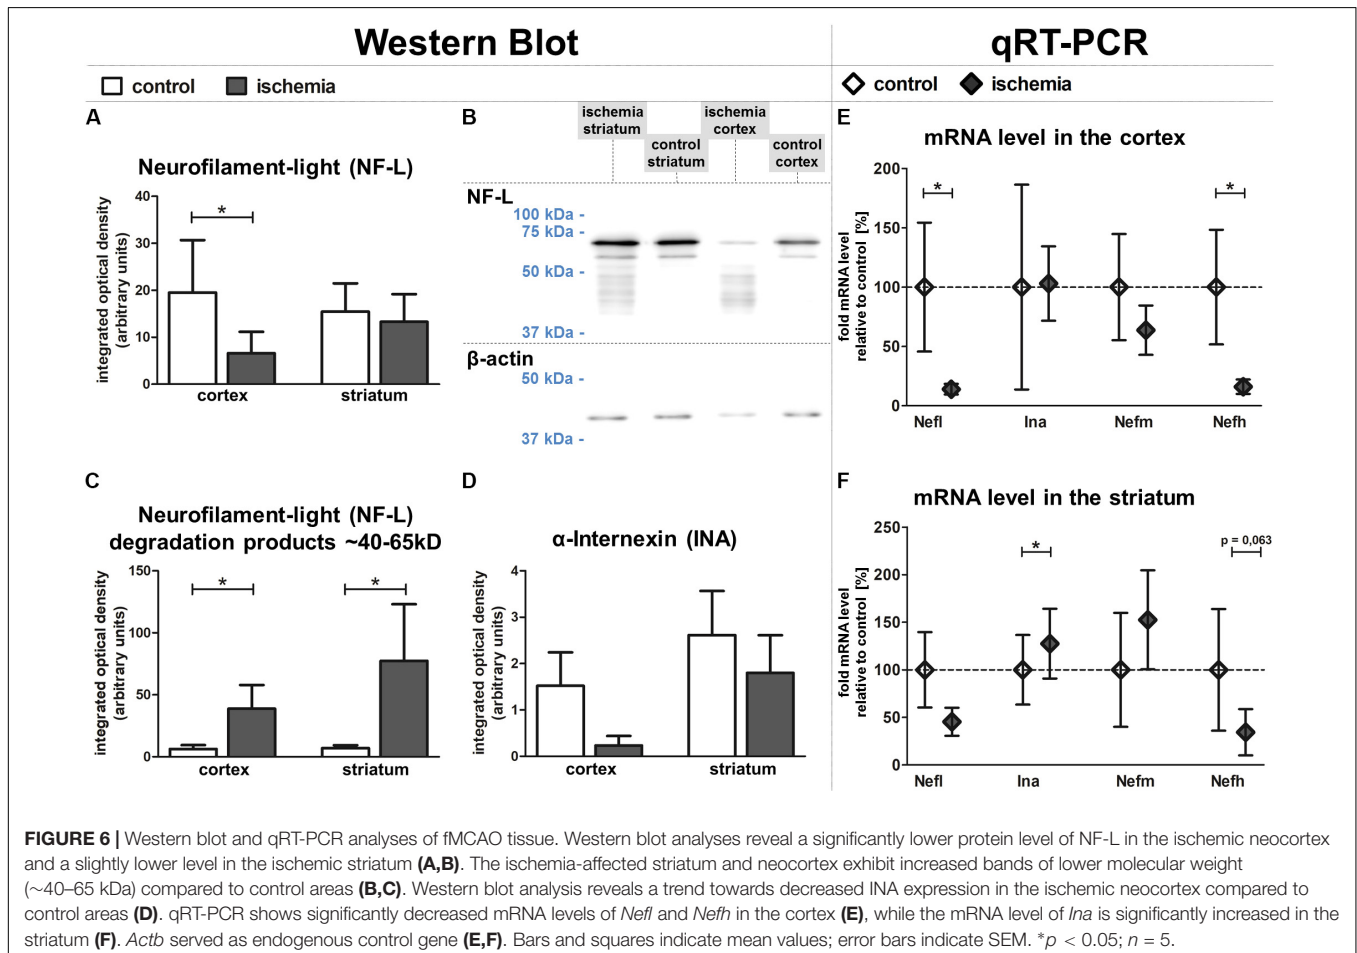 Western Blot
qRT-PCR
control ischemia
control ischemia
A
Neurofilament-light (NF-L)
integrated optical density
(arbitrary units)
40
30
20
10
0
*
cortex striatum
B
ischemia
striatum
control
striatum
ischemia
cortex
control
cortex
NF-L
100 kDa -
75 kDa -
50 kDa -
37 kDa -
β-actin
50 kDa -
37 kDa -
C
Neurofilament-light (NF-L)
degradation products ~40-65kD
integrated optical density
(arbitrary units)
150
100
50
0
* *
cortex striatum
D
α-Internexin (INA)
integrated optical density
(arbitrary units)
4
3
2
1
0
cortex striatum
E
mRNA level in the cortex
fold mRNA level
relative to control [%]
200
150
100
50
0
* *
Nefl Ina Nefm Nefh
F
mRNA level in the striatum
fold mRNA level
relative to control [%]
250
200
150
100
50
0
*
p = 0,063
Nefl Ina Nefm Nefh
FIGURE 6 | Western blot and qRT-PCR analyses of fMCAO tissue. Western blot analyses reveal a significantly lower protein level of NF-L in the ischemic neocortex
and a slightly lower level in the ischemic striatum (A,B). The ischemia-affected striatum and neocortex exhibit increased bands of lower molecular weight
(∼40–65 kDa) compared to control areas (B,C). Western blot analysis reveals a trend towards decreased INA expression in the ischemic neocortex compared to
control areas (D). qRT-PCR shows significantly decreased mRNA levels of Nefl and Nefh in the cortex (E), while the mRNA level of Ina is significantly increased in the
striatum (F). Actb served as endogenous control gene (E,F). Bars and squares indicate mean values; error bars indicate SEM. *p < 0.05; n = 5.